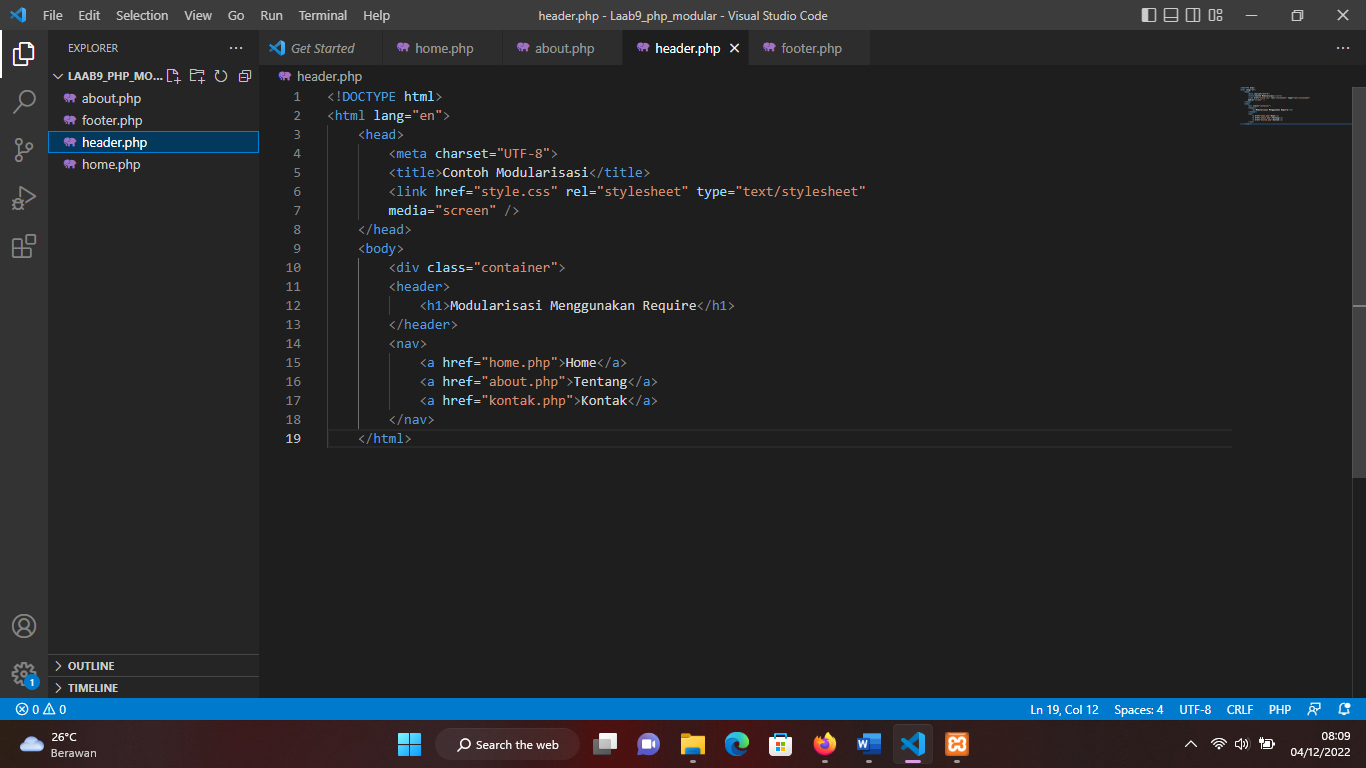 File Edit Selection View Go Run Terminal Help
header.php - Laab9_php_modular - Visual Studio Code
EXPLORER
LAAB9_PHP_MO...
about.php
footer.php
header.php
home.php
OUTLINE
TIMELINE
Get Started home.php about.php header.php footer.php
header.php
1 <!DOCTYPE html>
2 <html lang="en">
3 <head>
4 <meta charset="UTF-8">
5 <title>Contoh Modularisasi</title>
6 <link href="style.css" rel="stylesheet" type="text/stylesheet"
7 media="screen" />
8 </head>
9 <body>
10 <div class="container">
11 <header>
12 <h1>Modularisasi Menggunakan Require</h1>
13 </header>
14 <nav>
15 <a href="home.php">Home</a>
16 <a href="about.php">Tentang</a>
17 <a href="kontak.php">Kontak</a>
18 </nav>
19 </html>
1
0 0
Ln 19, Col 12 Spaces: 4 UTF-8 CRLF PHP
26°C
Berawan
Search the web
08:09
04/12/2022